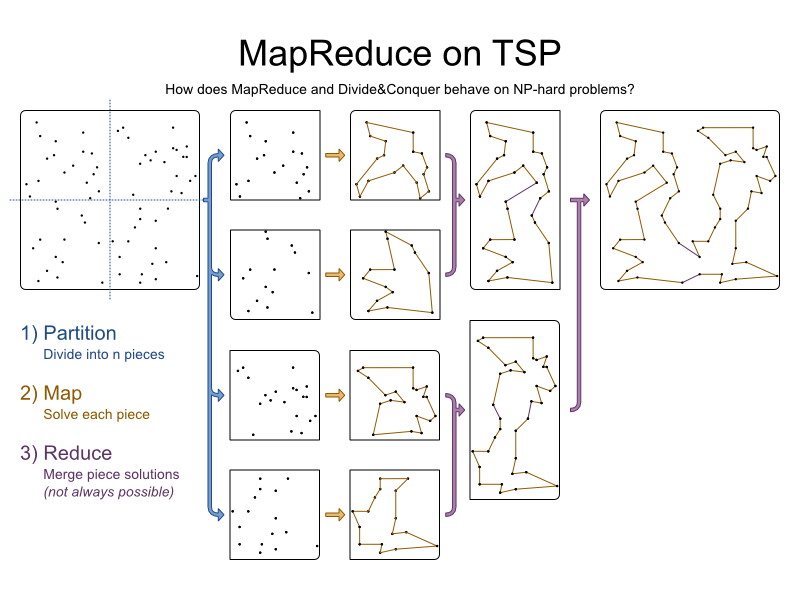 MapReduce on TSP
How does MapReduce and Divide&Conquer behave on NP-hard problems?
1) Partition
Divide into n pieces
2) Map
Solve each piece
3) Reduce
Merge piece solutions
(not always possible)